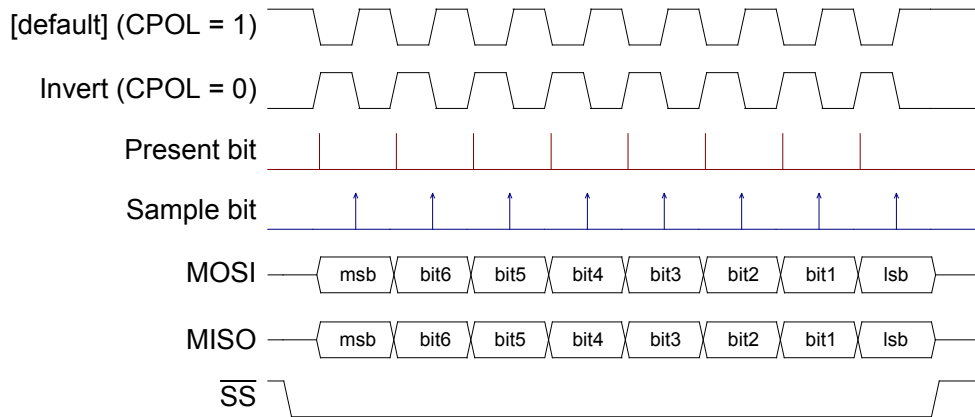 [default] (CPOL = 1)
Invert (CPOL = 0)
Present bit
Sample bit
MOSI msb bit6 bit5 bit4 bit3 bit2 bit1 lsb
MISO msb bit6 bit5 bit4 bit3 bit2 bit1 lsb
S̅S̅